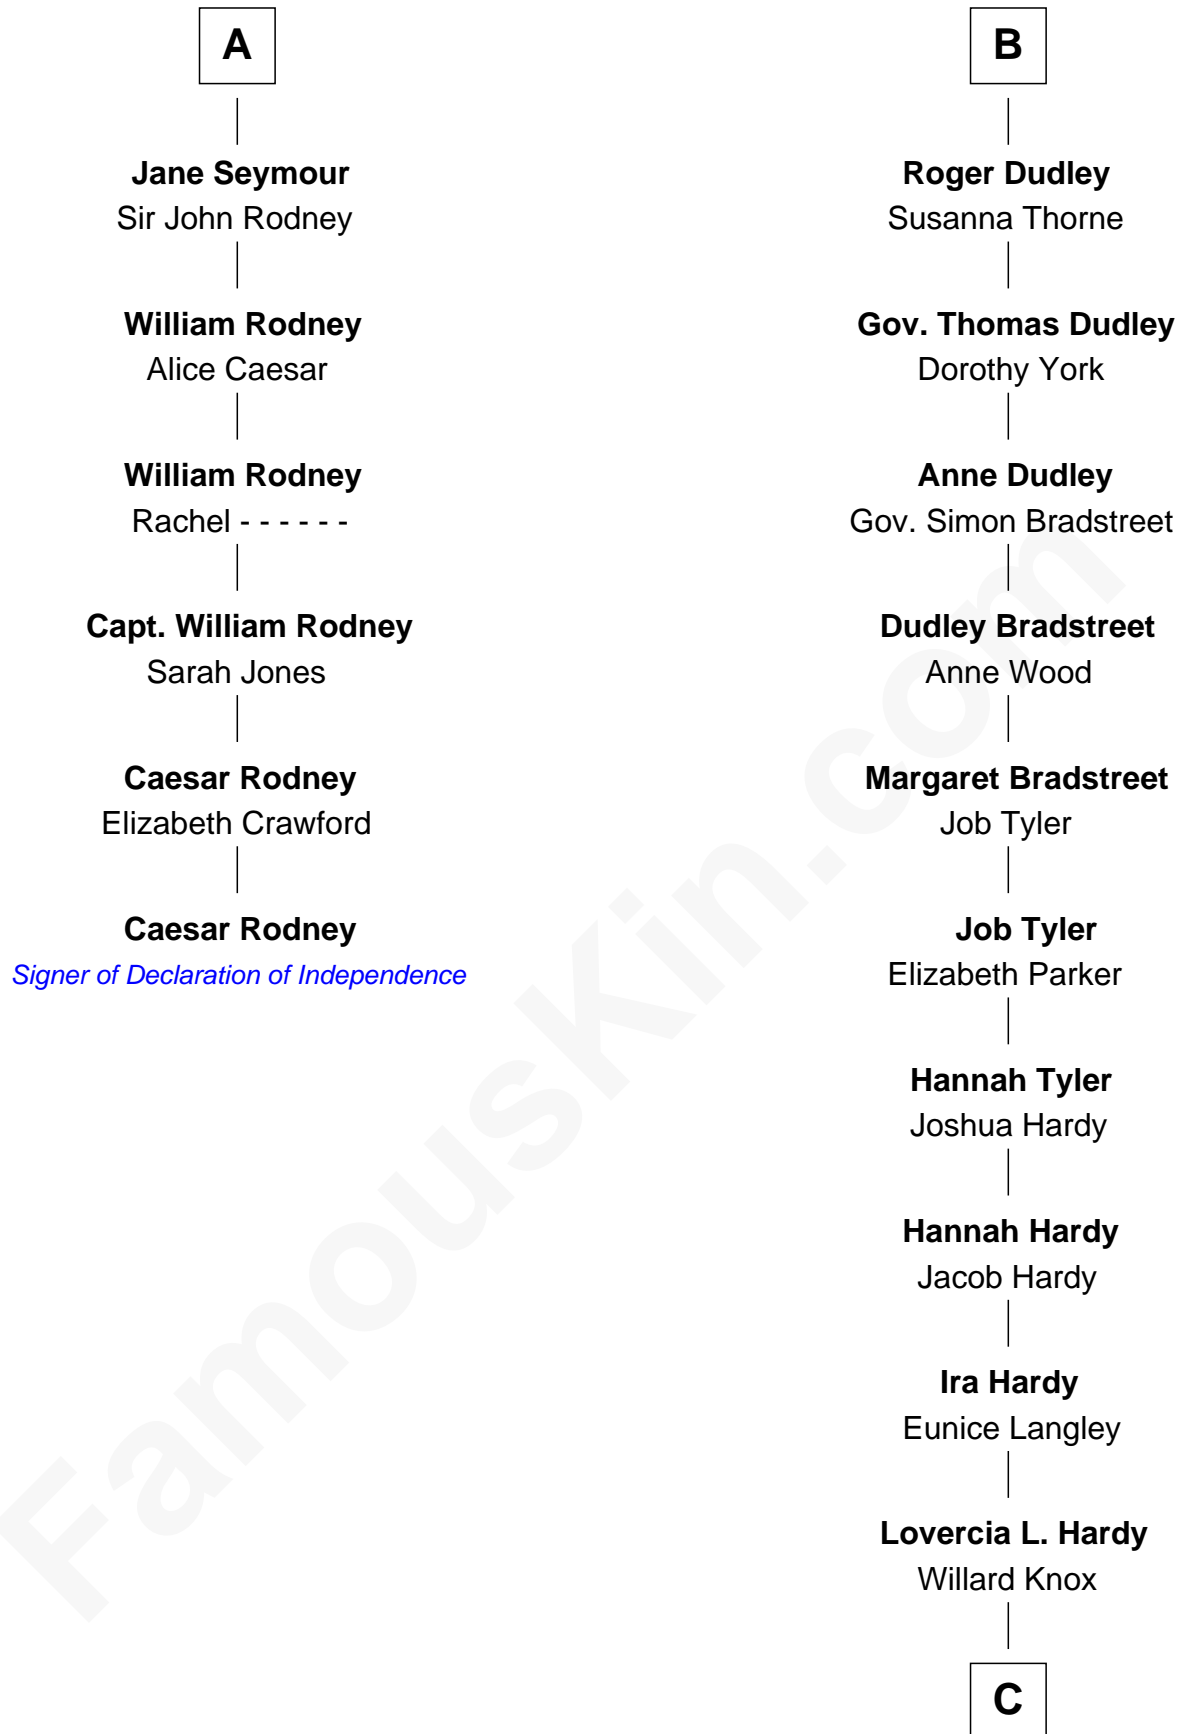 A
Jane Seymour
Sir John Rodney
William Rodney
Alice Caesar
William Rodney
Rachel - - - - - -
Capt. William Rodney
Sarah Jones
Caesar Rodney
Elizabeth Crawford
Caesar Rodney
Signer of Declaration of Independence
B
Roger Dudley
Susanna Thorne
Gov. Thomas Dudley
Dorothy York
Anne Dudley
Gov. Simon Bradstreet
Dudley Bradstreet
Anne Wood
Margaret Bradstreet
Job Tyler
Job Tyler
Elizabeth Parker
Hannah Tyler
Joshua Hardy
Hannah Hardy
Jacob Hardy
Ira Hardy
Eunice Langley
Lovercia L. Hardy
Willard Knox
C
FamousKin.com